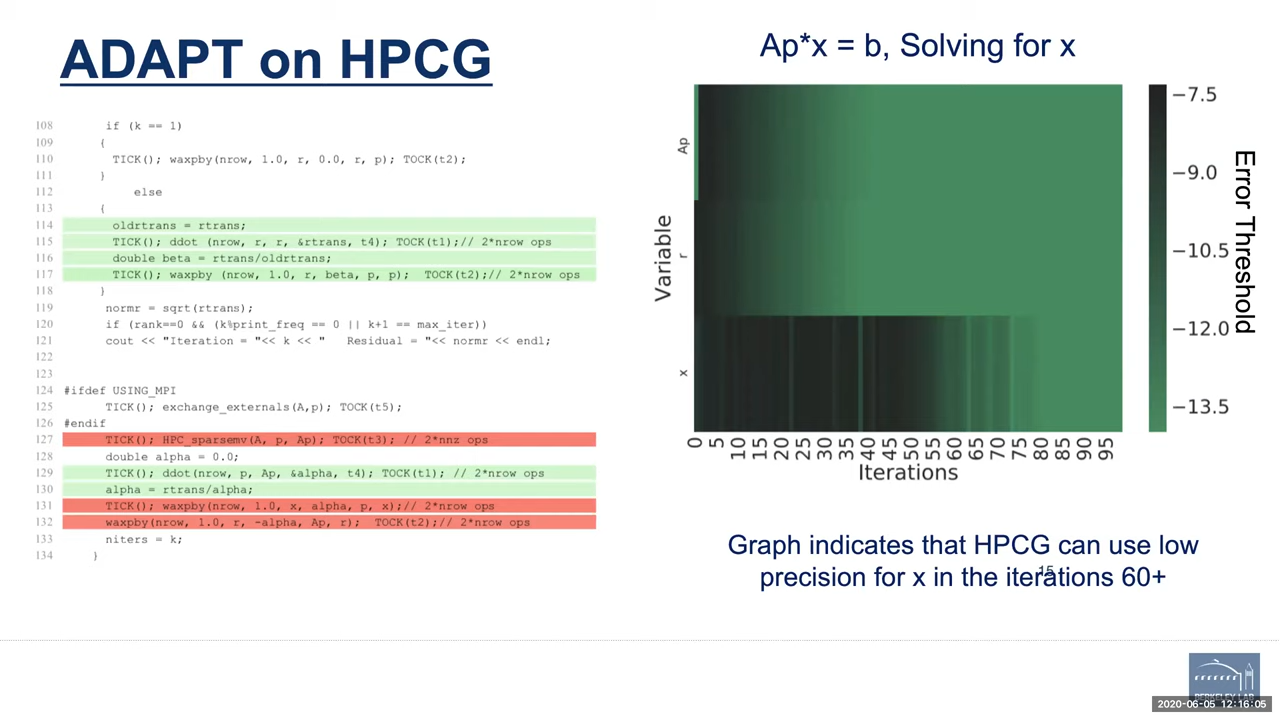 ADAPT on HPCG
108 if (k == 1)
109 {
110 TICK(); waxpby(nrow, 1.0, r, 0.0, r, p); TOCK(t2);
111 }
112 else
113 {
114 oldrtrans = rtrans;
115 TICK(); ddot (nrow, r, r, &rtrans, t4); TOCK(t1);// 2*nrow ops
116 double beta = rtrans/oldrtrans;
117 TICK(); waxpby (nrow, 1.0, r, beta, p, p); TOCK(t2);// 2*nrow ops
118 }
119 normr = sqrt(rtrans);
120 if (rank==0 && (k%print_freq == 0 || k+1 == max_iter))
121 cout << "Iteration = "<< k << " Residual = "<< normr << endl;
122
123
124 #ifdef USING_MPI
125 TICK(); exchange_externals(A,p); TOCK(t5);
126 #endif
127 TICK(); HPC_sparsemv(A, p, Ap); TOCK(t3); // 2*nnz ops
128 double alpha = 0.0;
129 TICK(); ddot(nrow, p, Ap, &alpha, t4); TOCK(t1); // 2*nrow ops
130 alpha = rtrans/alpha;
131 TICK(); waxpby(nrow, 1.0, x, alpha, p, x);// 2*nrow ops
132 waxpby(nrow, 1.0, r, -alpha, Ap, r); TOCK(t2);// 2*nrow ops
133 niters = k;
134 }
Ap*x = b, Solving for x
Variable
Ap
r
x
0 5 10 15 20 25 30 35 40 45 50 55 60 65 70 75 80 85 90 95
Iterations
−7.5
−9.0
−10.5
−12.0
−13.5
Error Threshold
Graph indicates that HPCG can use low
precision for x in the iterations 60+
15
BERKELEY LAB
2020-06-05 12:16:05